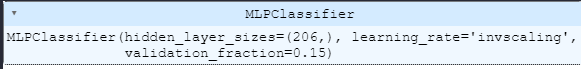 MLPClassifier
MLPClassifier(hidden_layer_sizes=(206,), learning_rate='invscaling',
validation_fraction=0.15)